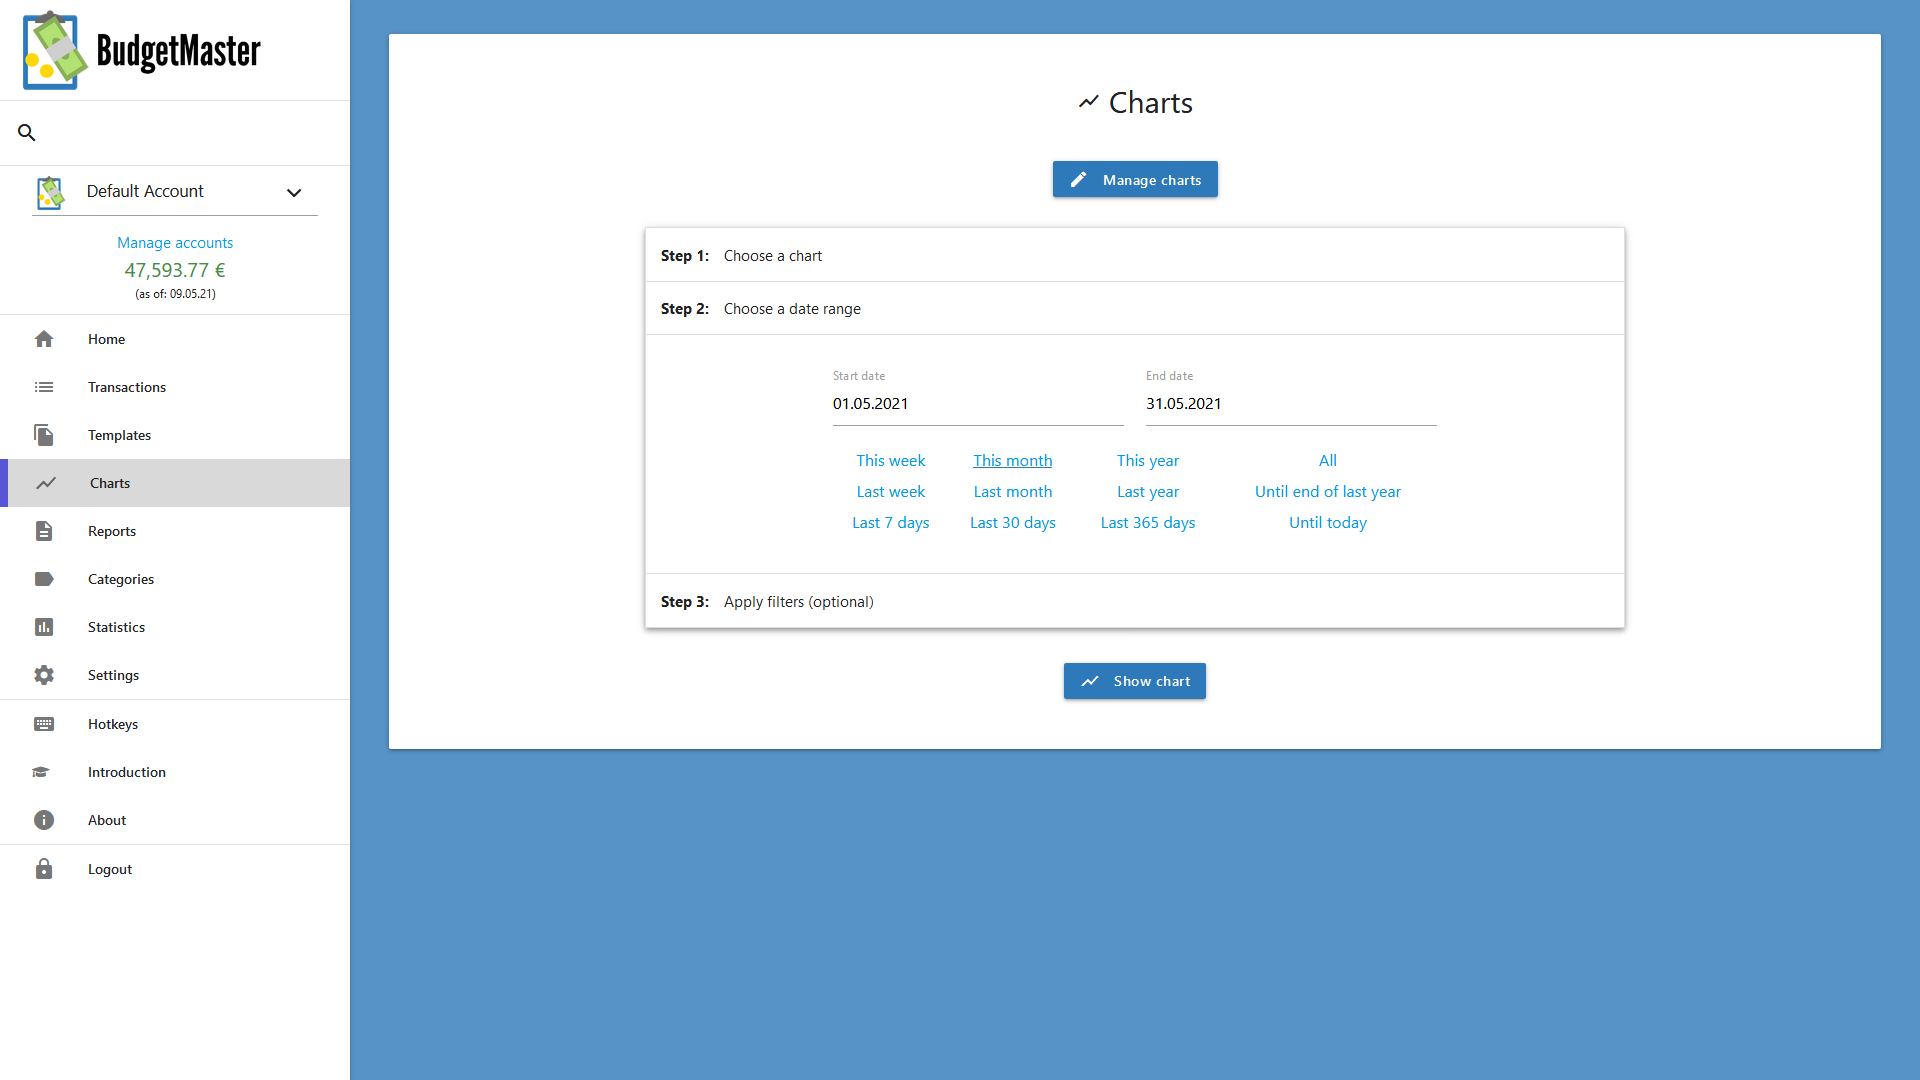 BudgetMaster
Default Account
Manage accounts
47,593.77 €
(as of: 09.05.21)
Home
Transactions
Templates
Charts
Reports
Categories
Statistics
Settings
Hotkeys
Introduction
About
Logout
Charts
Manage charts
Step 1: Choose a chart
Step 2: Choose a date range
Start date End date
01.05.2021 31.05.2021
This week This month This year All
Last week Last month Last year Until end of last year
Last 7 days Last 30 days Last 365 days Until today
Step 3: Apply filters (optional)
Show chart